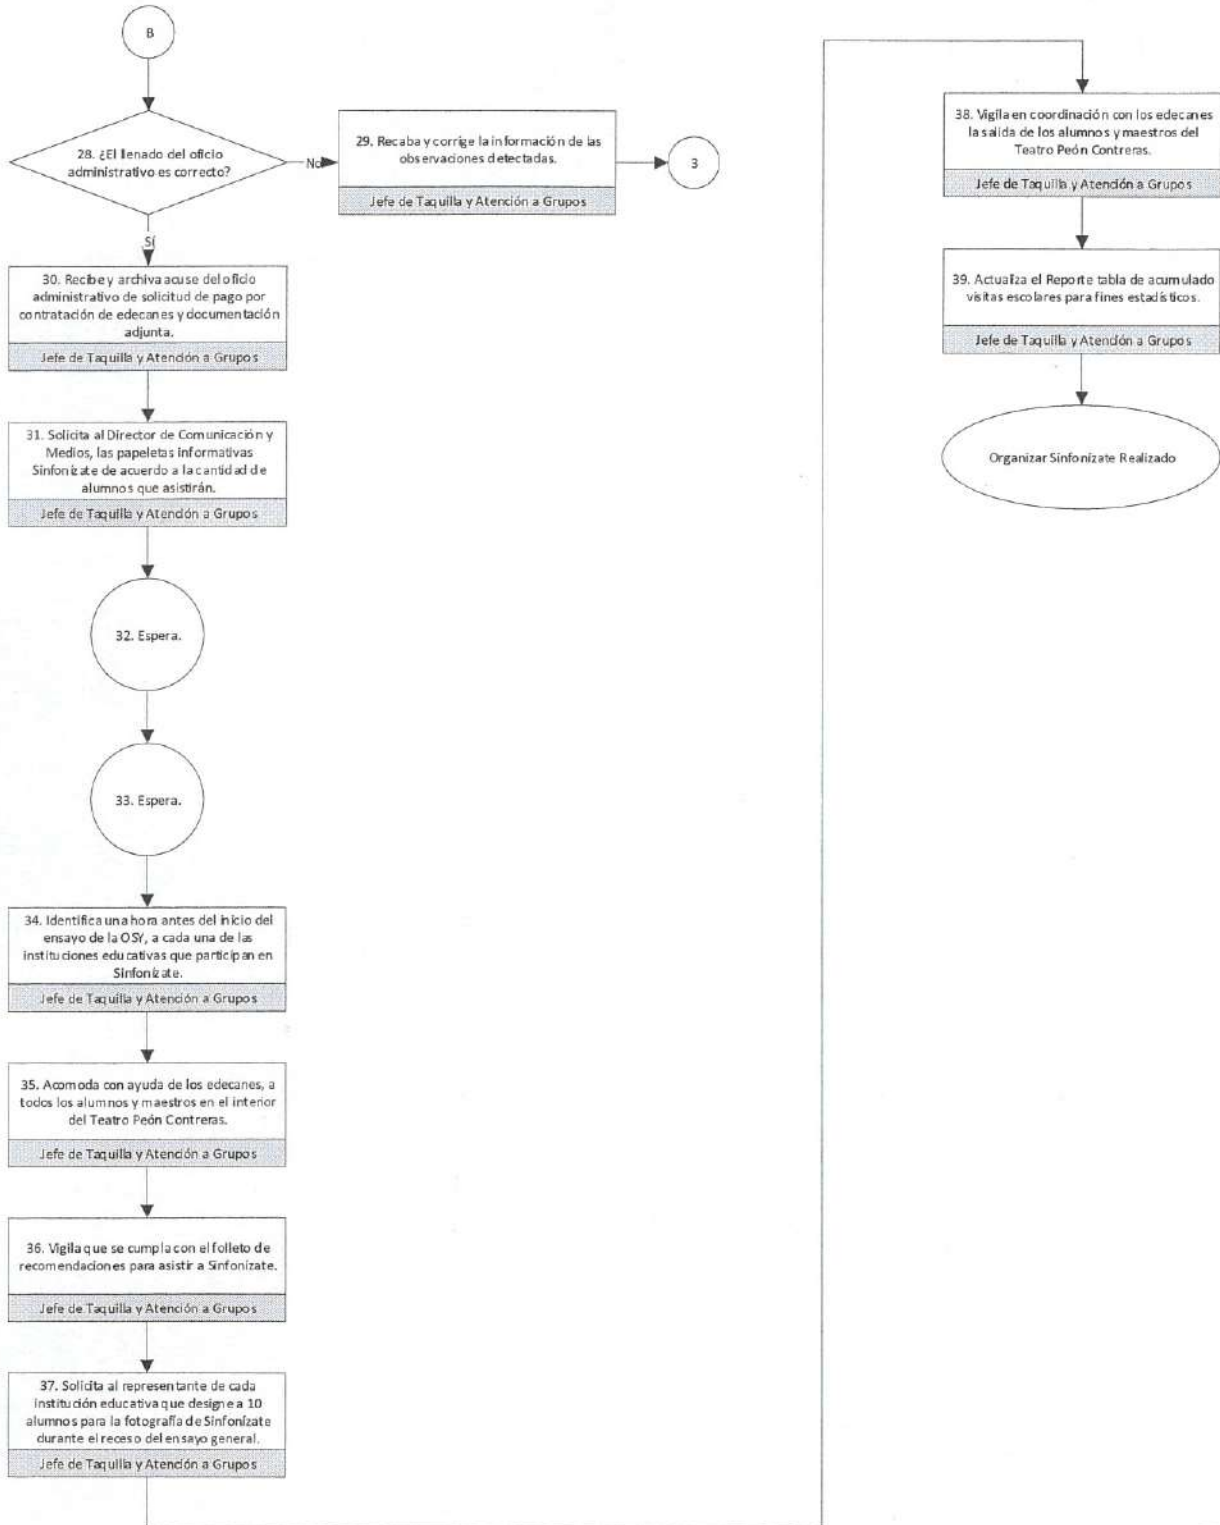 B
28. ¿El llenado del oficio
administrativo es correcto?
No
29. Recaba y corrige la información de las
observaciones detectadas.
Jefe de Taquilla y Atención a Grupos
3
Sí
30. Recibe y archiva acuse del oficio
administrativo de solicitud de pago por
contratación de edecanes y documentación
adjunta.
Jefe de Taquilla y Atención a Grupos
31. Solicita al Director de Comunicación y
Medios, las papeletas informativas
Sinfonízate de acuerdo a la cantidad de
alumnos que asistirán.
Jefe de Taquilla y Atención a Grupos
32. Espera.
33. Espera.
34. Identifica una hora antes del inicio del
ensayo de la OSY, a cada una de las
instituciones educativas que participan en
Sinfonízate.
Jefe de Taquilla y Atención a Grupos
35. Acomoda con ayuda de los edecanes, a
todos los alumnos y maestros en el interior
del Teatro Peón Contreras.
Jefe de Taquilla y Atención a Grupos
36. Vigila que se cumpla con el folleto de
recomendaciones para asistir a Sinfonízate.
Jefe de Taquilla y Atención a Grupos
37. Solicita al representante de cada
institución educativa que designe a 10
alumnos para la fotografía de Sinfonízate
durante el receso del ensayo general.
Jefe de Taquilla y Atención a Grupos
38. Vigila en coordinación con los edecanes
la salida de los alumnos y maestros del
Teatro Peón Contreras.
Jefe de Taquilla y Atención a Grupos
39. Actualiza el Reporte tabla de acumulado
visitas escolares para fines estadísticos.
Jefe de Taquilla y Atención a Grupos
Organizar Sinfonízate Realizado